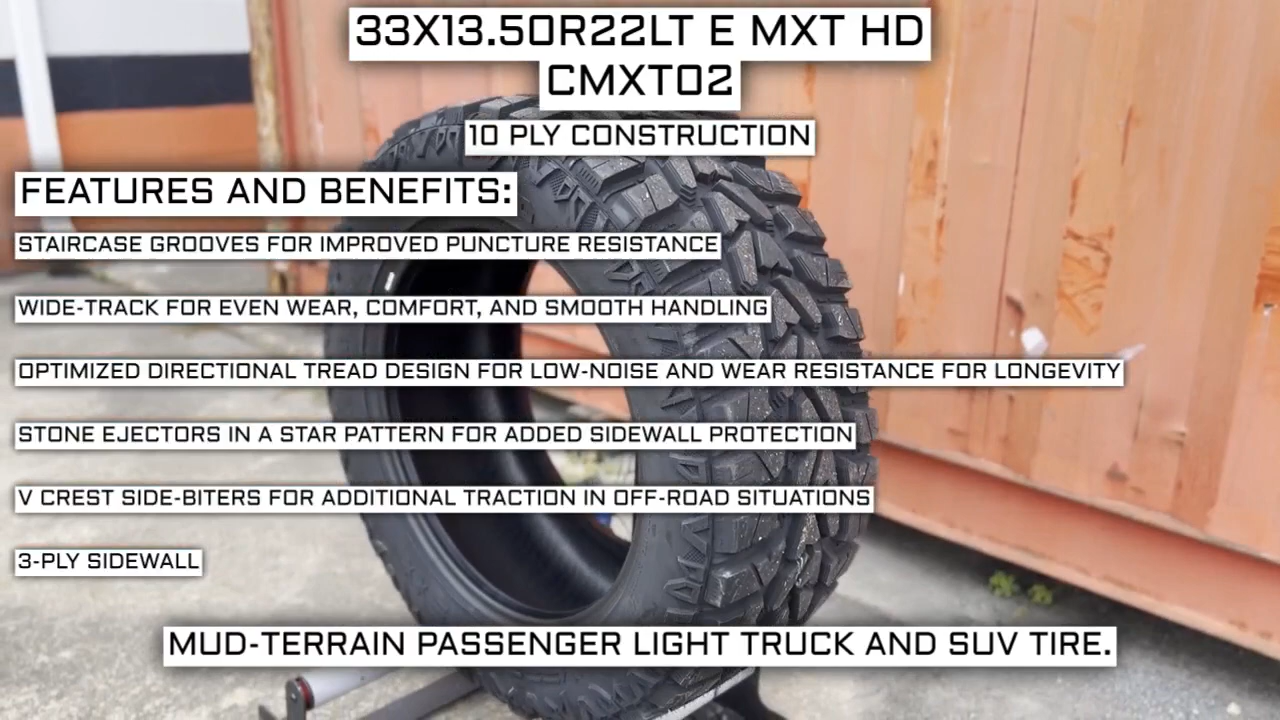 33X13.50R22LT E MXT HD
CMXT02
10 PLY CONSTRUCTION
FEATURES AND BENEFITS:
STAIRCASE GROOVES FOR IMPROVED PUNCTURE RESISTANCE
WIDE-TRACK FOR EVEN WEAR, COMFORT, AND SMOOTH HANDLING
OPTIMIZED DIRECTIONAL TREAD DESIGN FOR LOW-NOISE AND WEAR RESISTANCE FOR LONGEVITY
STONE EJECTORS IN A STAR PATTERN FOR ADDED SIDEWALL PROTECTION
V CREST SIDE-BITERS FOR ADDITIONAL TRACTION IN OFF-ROAD SITUATIONS
3-PLY SIDEWALL
MUD-TERRAIN PASSENGER LIGHT TRUCK AND SUV TIRE.